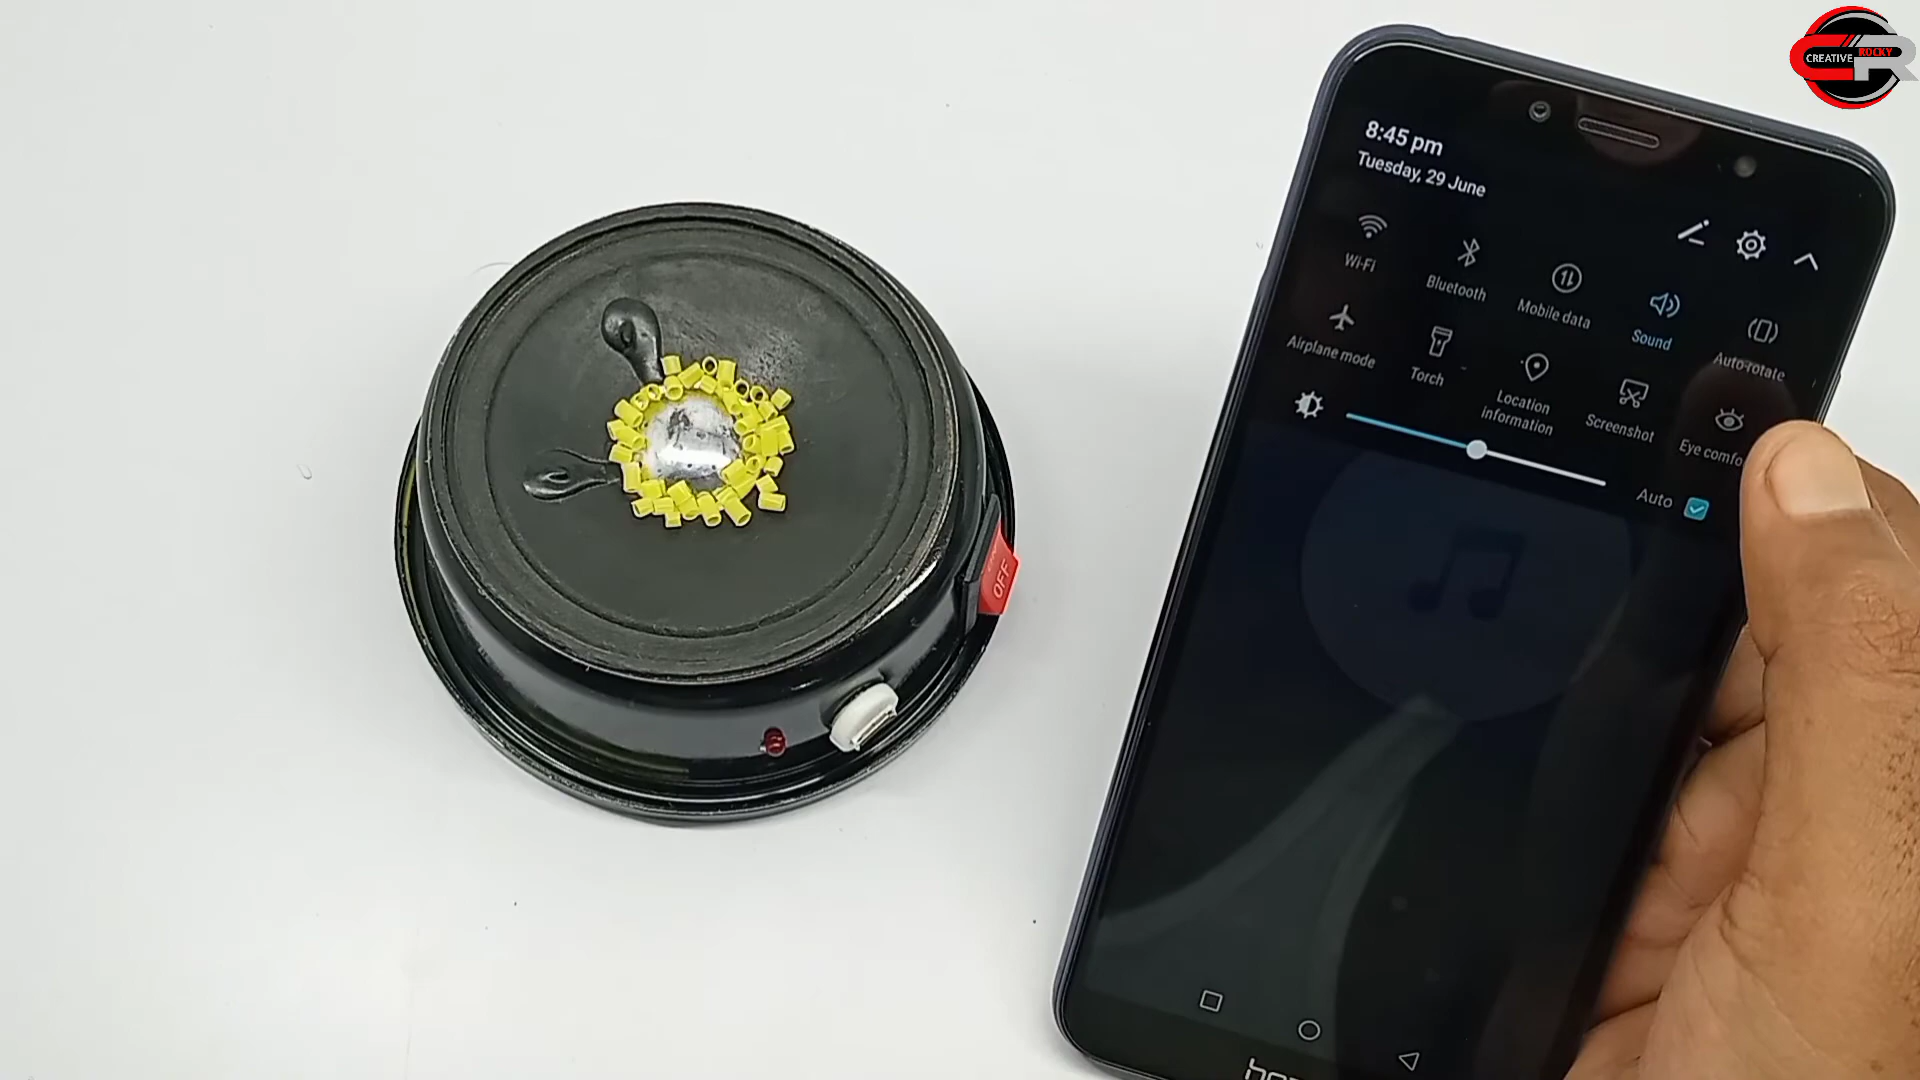 CREATIVE ROCKY
8:45 pm
Tuesday, 29 June
Wi-Fi
Bluetooth
Mobile data
Sound
Auto-rotate
Airplane mode
Torch
Location
information
Screenshot
Eye comfo
Auto
OFF